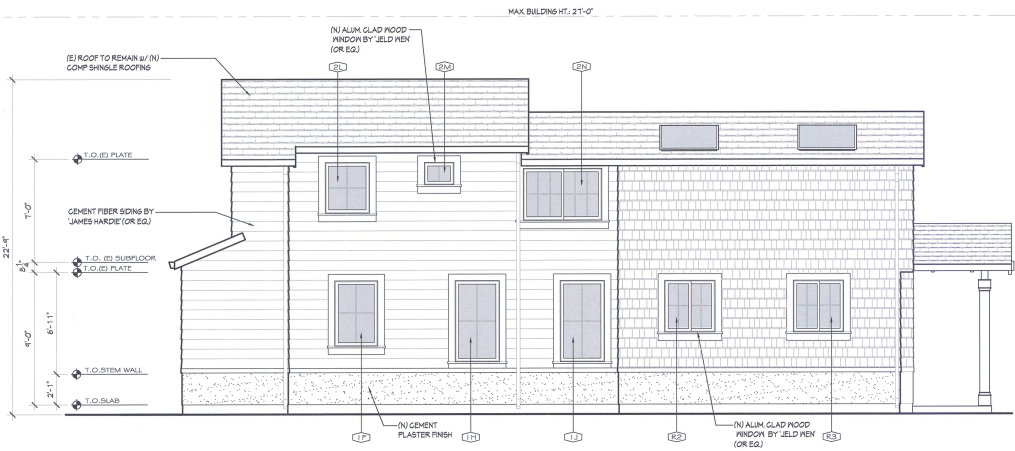 MAX. BUILDING HT.: 27'-0"
(N) ALUM. CLAD WOOD
WINDOW BY 'JELD WEN'
(OR EQ.)
(E) ROOF TO REMAIN w/ (N)
COMP SHINGLE ROOFING
2L
2M
2N
T.O.(E) PLATE
7'-0"
CEMENT FIBER SIDING BY
'JAMES HARDIE' (OR EQ.)
22'-9"
T.O. (E) SUBFLOOR
T.O.(E) PLATE
9'-0"
6'-11"
T.O.STEM WALL
2'-1"
T.O.SLAB
(N) CEMENT
PLASTER FINISH
1F
1H
1J
R2
R3
(N) ALUM. CLAD WOOD
WINDOW BY 'JELD WEN'
(OR EQ.)